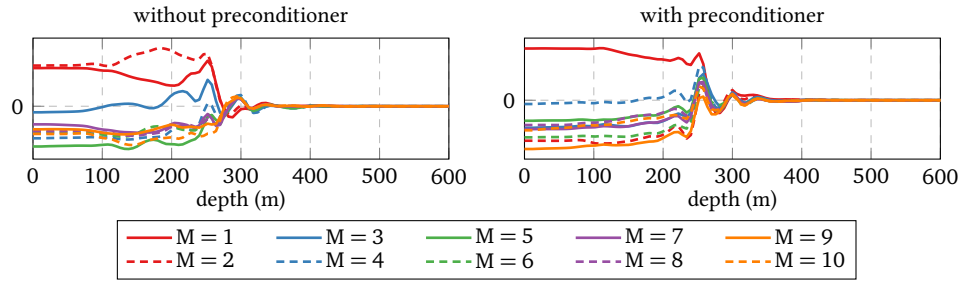 without preconditioner
with preconditioner
0
0
0 100 200 300 400 500 600
0 100 200 300 400 500 600
depth (m)
depth (m)
M = 1 M = 3 M = 5 M = 7 M = 9
M = 2 M = 4 M = 6 M = 8 M = 10